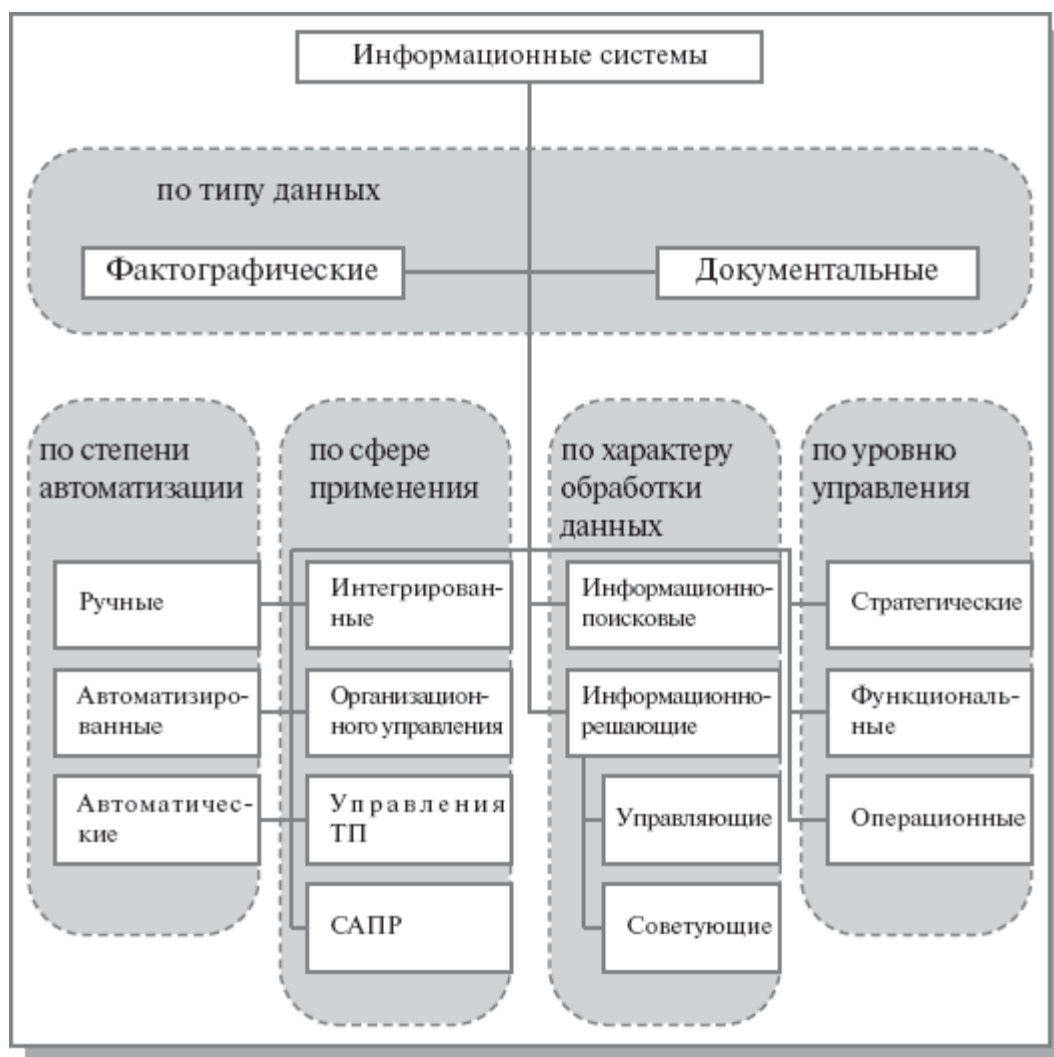 Информационные системы
по типу данных
Фактографические
Документальные
по степени
автоматизации
Ручные
Автоматизиро-
ванные
Автоматичес-
кие
по сфере
применения
Интегрирован-
ные
Организацион-
ного управления
Управления
ТП
САПР
по характеру
обработки
данных
Информационно-
поисковые
Информационно-
решающие
Управляющие
Советующие
по уровню
управления
Стратегические
Функциональ-
ные
Операционные